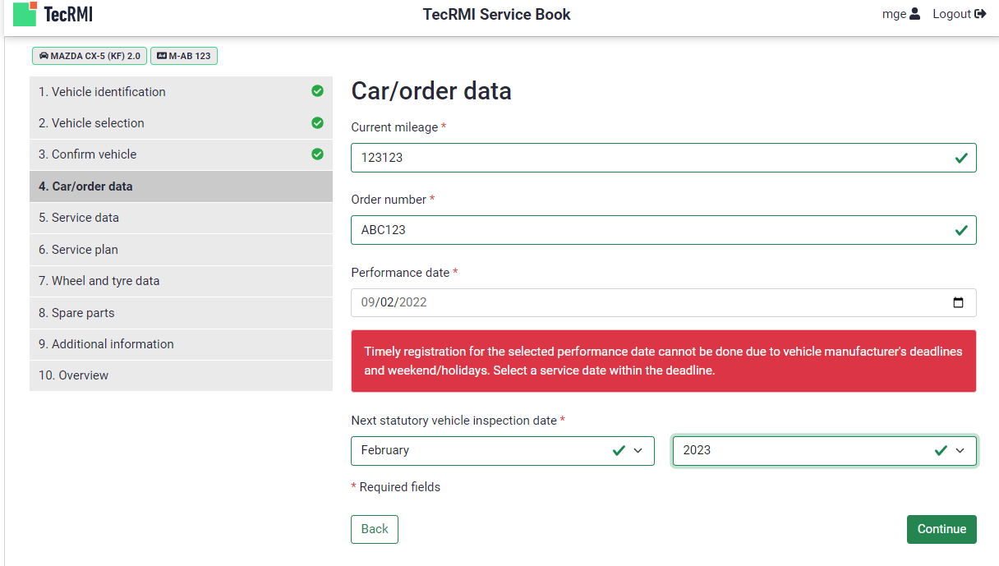 TecRMI
TecRMI Service Book
mge
Logout
MAZDA CX-5 (KF) 2.0
M-AB 123
1. Vehicle identification
2. Vehicle selection
3. Confirm vehicle
4. Car/order data
5. Service data
6. Service plan
7. Wheel and tyre data
8. Spare parts
9. Additional information
10. Overview
Car/order data
Current mileage *
123123
Order number *
ABC123
Performance date *
09/02/2022
Timely registration for the selected performance date cannot be done due to vehicle manufacturer's deadlines
and weekend/holidays. Select a service date within the deadline.
Next statutory vehicle inspection date *
February
2023
* Required fields
Back
Continue